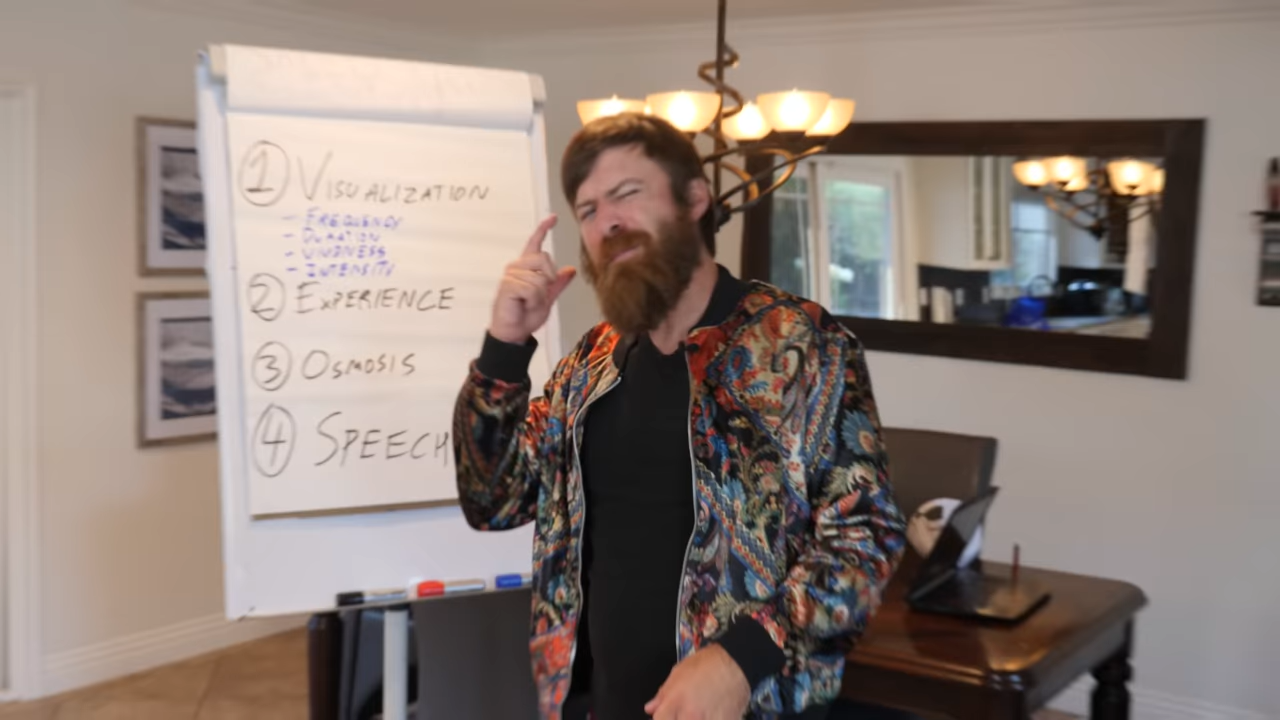 1 VISUALIZATION
- FREQUENCY
- DURATION
- VIVIDNESS
- INTENSITY
2 EXPERIENCE
3 OSMOSIS
4 SPEECH